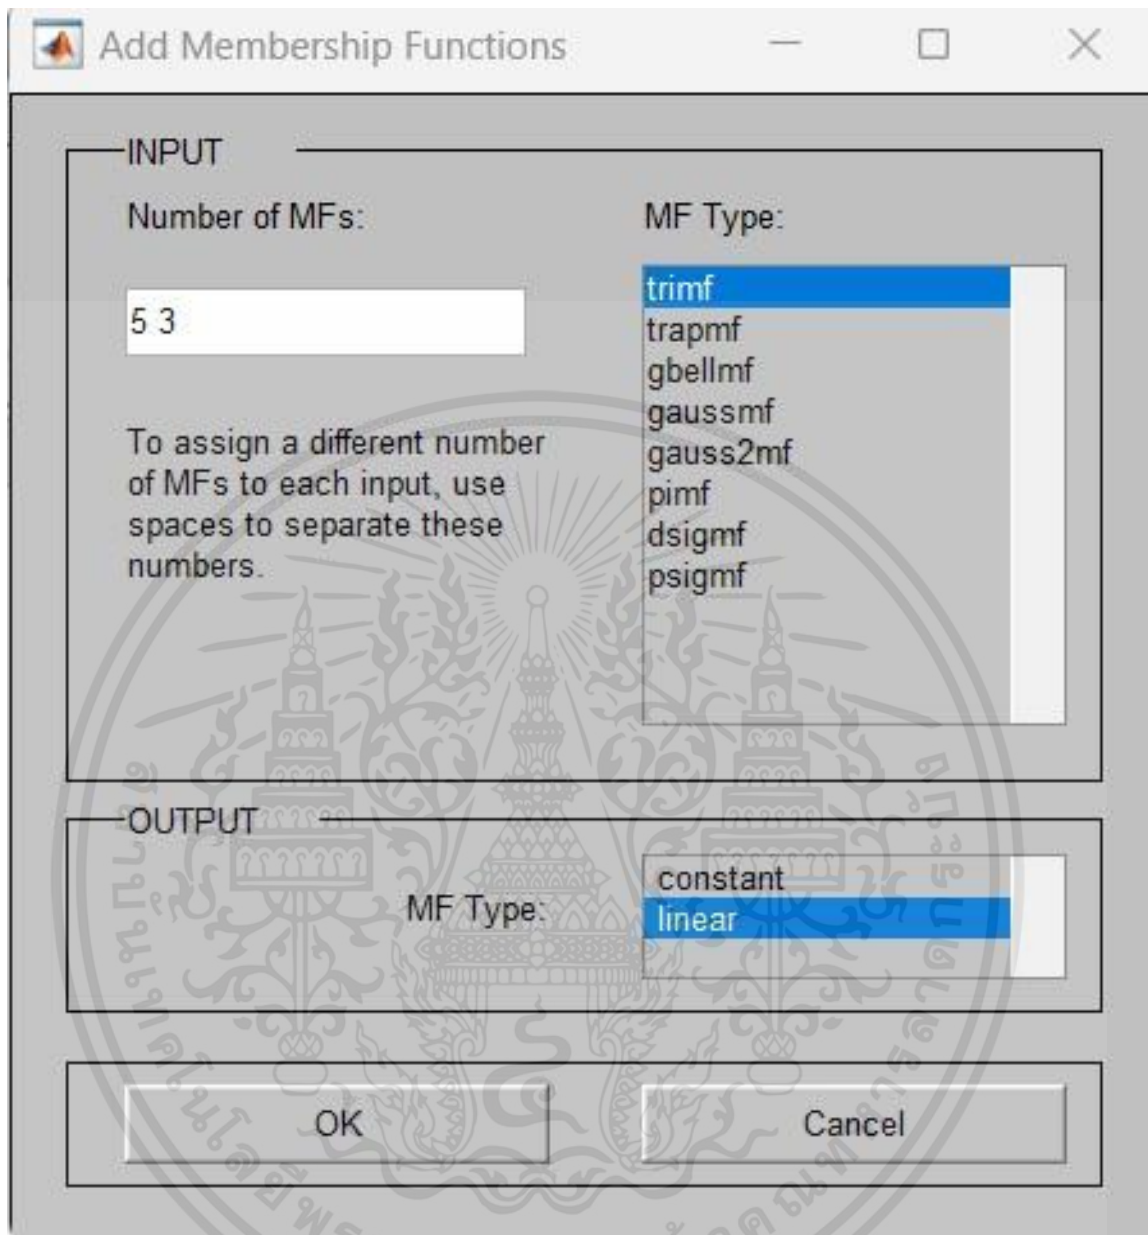 Add Membership Functions
INPUT
Number of MFs:
5 3
To assign a different number
of MFs to each input, use
spaces to separate these
numbers.
MF Type:
trimf
trapmf
gbellmf
gaussmf
gauss2mf
pimf
dsigmf
psigmf
OUTPUT
MF Type:
constant
linear
OK
Cancel